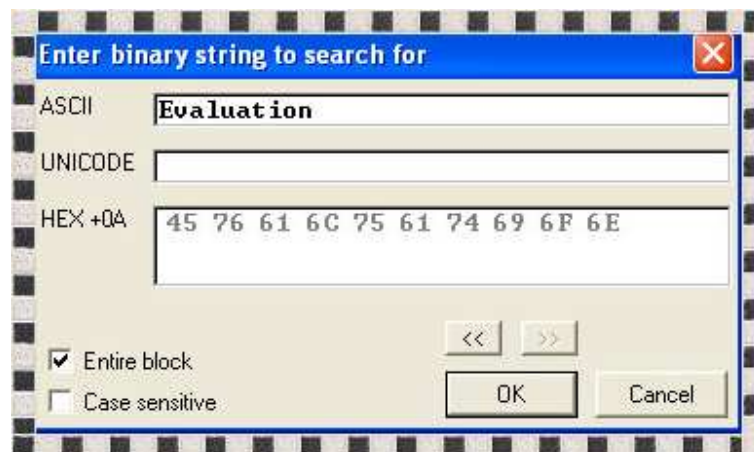 Enter binary string to search for
ASCII Evaluation
UNICODE
HEX +0A 45 76 61 6C 75 61 74 69 6F 6E
<< >>
Entire block
OK Cancel
Case sensitive